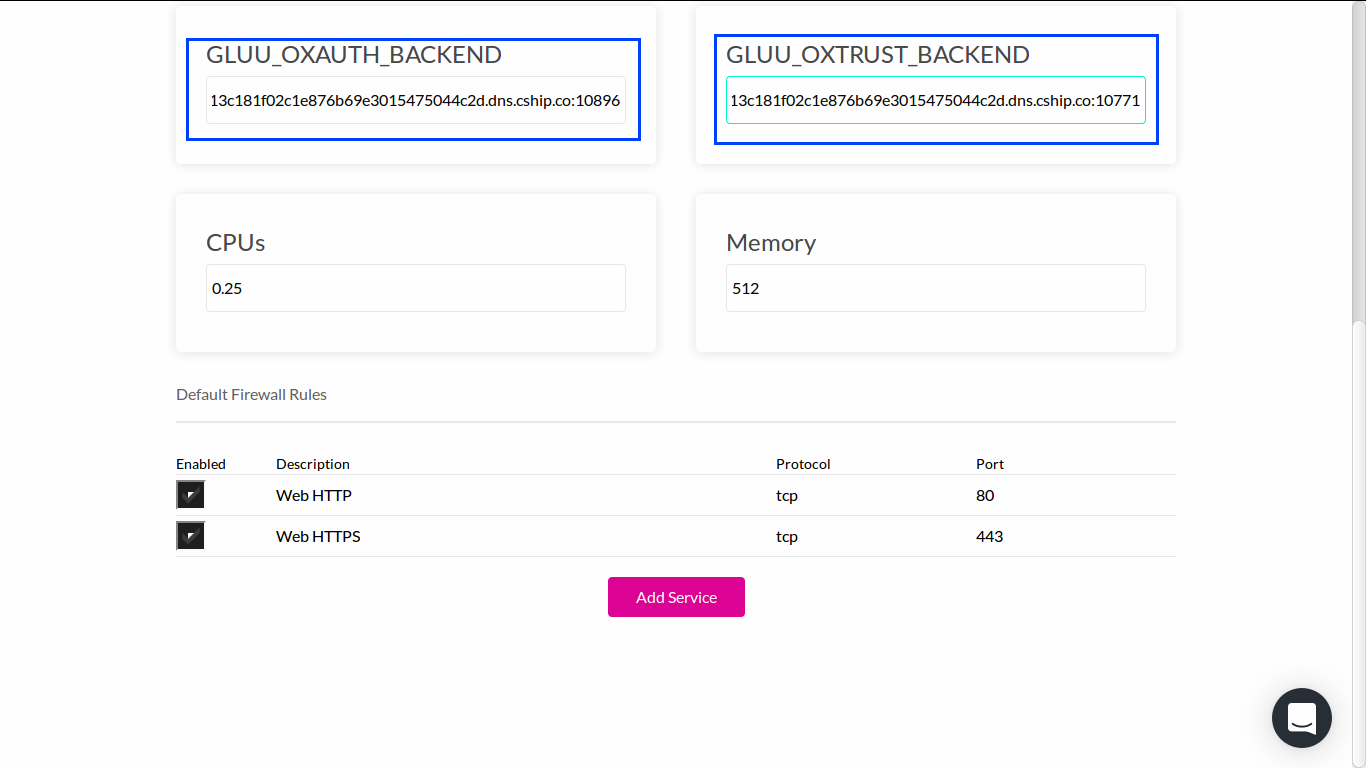 GLUU_OXAUTH_BACKEND GLUU_OXTRUST_BACKEND
13c181f02c1e876b69e3015475044c2d.dns.cship.co:10896 13c181f02c1e876b69e3015475044c2d.dns.cship.co:10771
CPUs Memory
0.25 512
Default Firewall Rules
Enabled Description Protocol Port
Web HTTP tcp 80
Web HTTPS tcp 443
Add Service